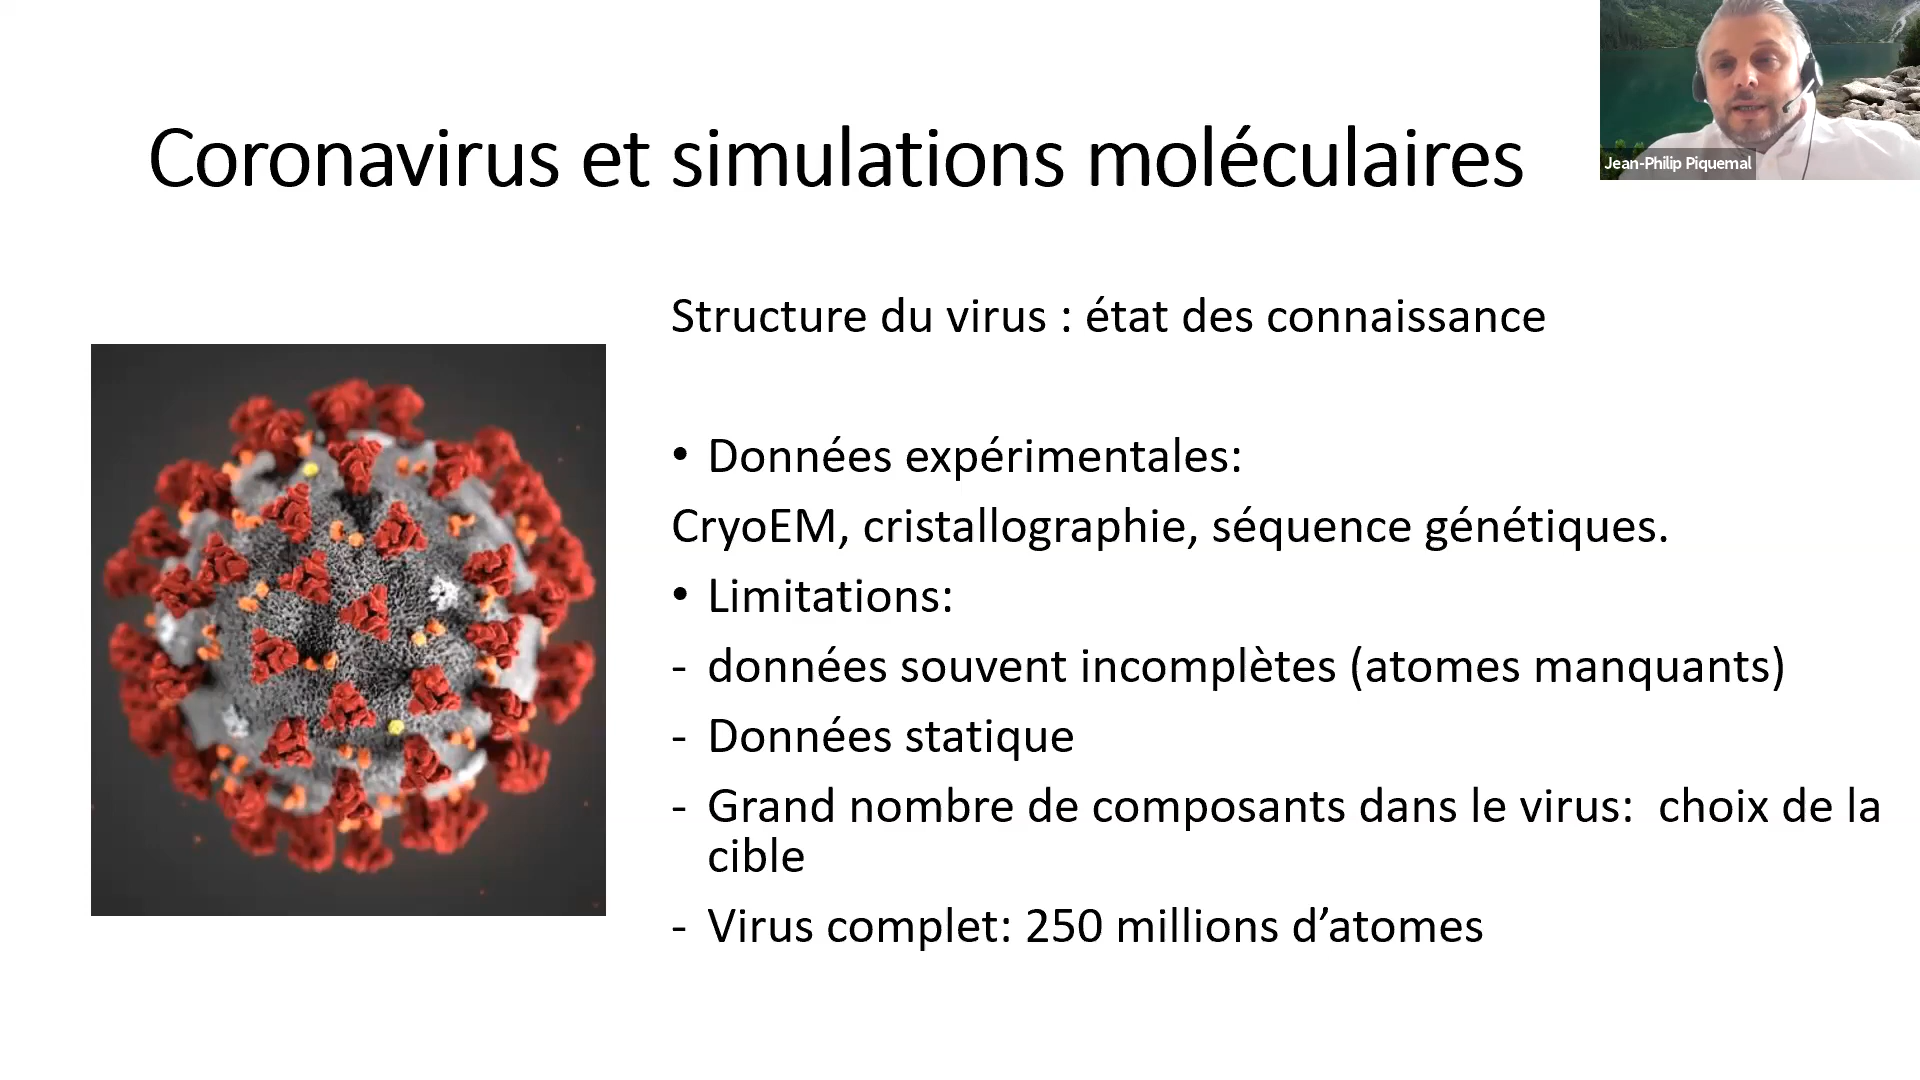 Coronavirus et simulations moléculaires
Jean-Philip Piquemal
Structure du virus : état des connaissance
• Données expérimentales:
CryoEM, cristallographie, séquence génétiques.
• Limitations:
- données souvent incomplètes (atomes manquants)
- Données statique
- Grand nombre de composants dans le virus:  choix de la
cible
- Virus complet: 250 millions d’atomes